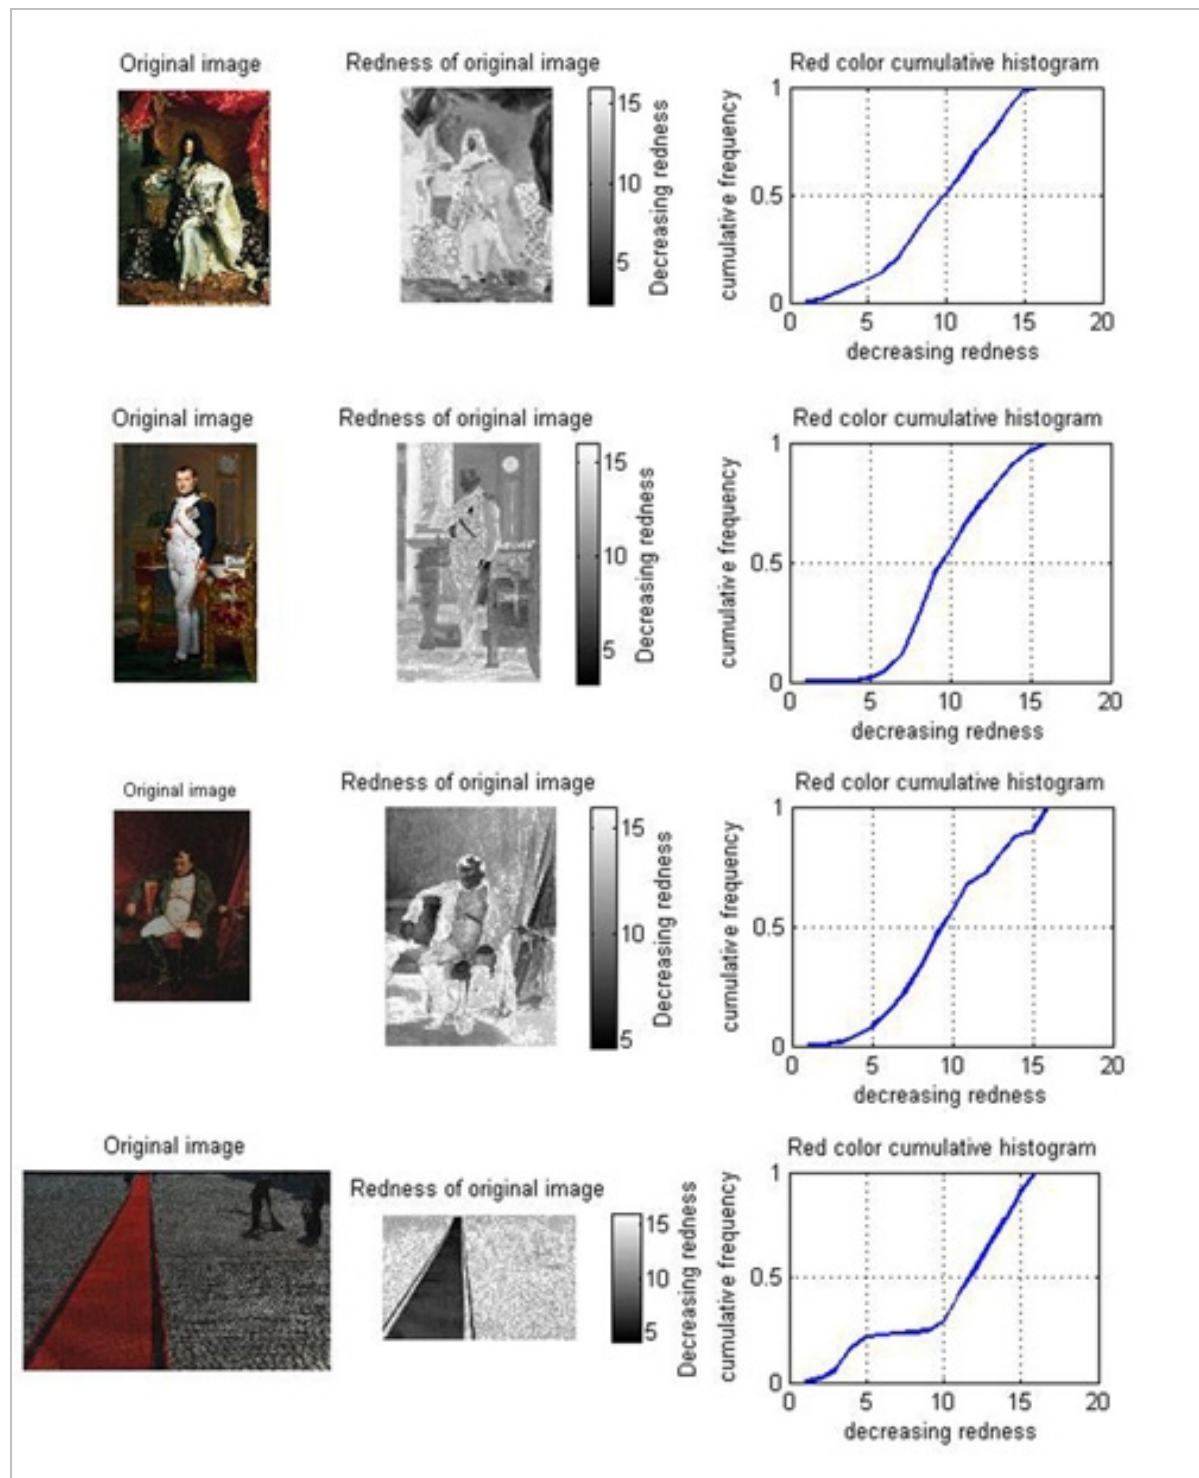 Original image
Redness of original image
Red color cumulative histogram
15
10
5
Decreasing redness
cumulative frequency
1
0.5
0
0 5 10 15 20
decreasing redness
Original image
Redness of original image
Red color cumulative histogram
15
10
5
Decreasing redness
cumulative frequency
1
0.5
0
0 5 10 15 20
decreasing redness
Original image
Redness of original image
Red color cumulative histogram
15
10
5
Decreasing redness
cumulative frequency
1
0.5
0
0 5 10 15 20
decreasing redness
Original image
Redness of original image
Red color cumulative histogram
15
10
5
Decreasing redness
cumulative frequency
1
0.5
0
0 5 10 15 20
decreasing redness